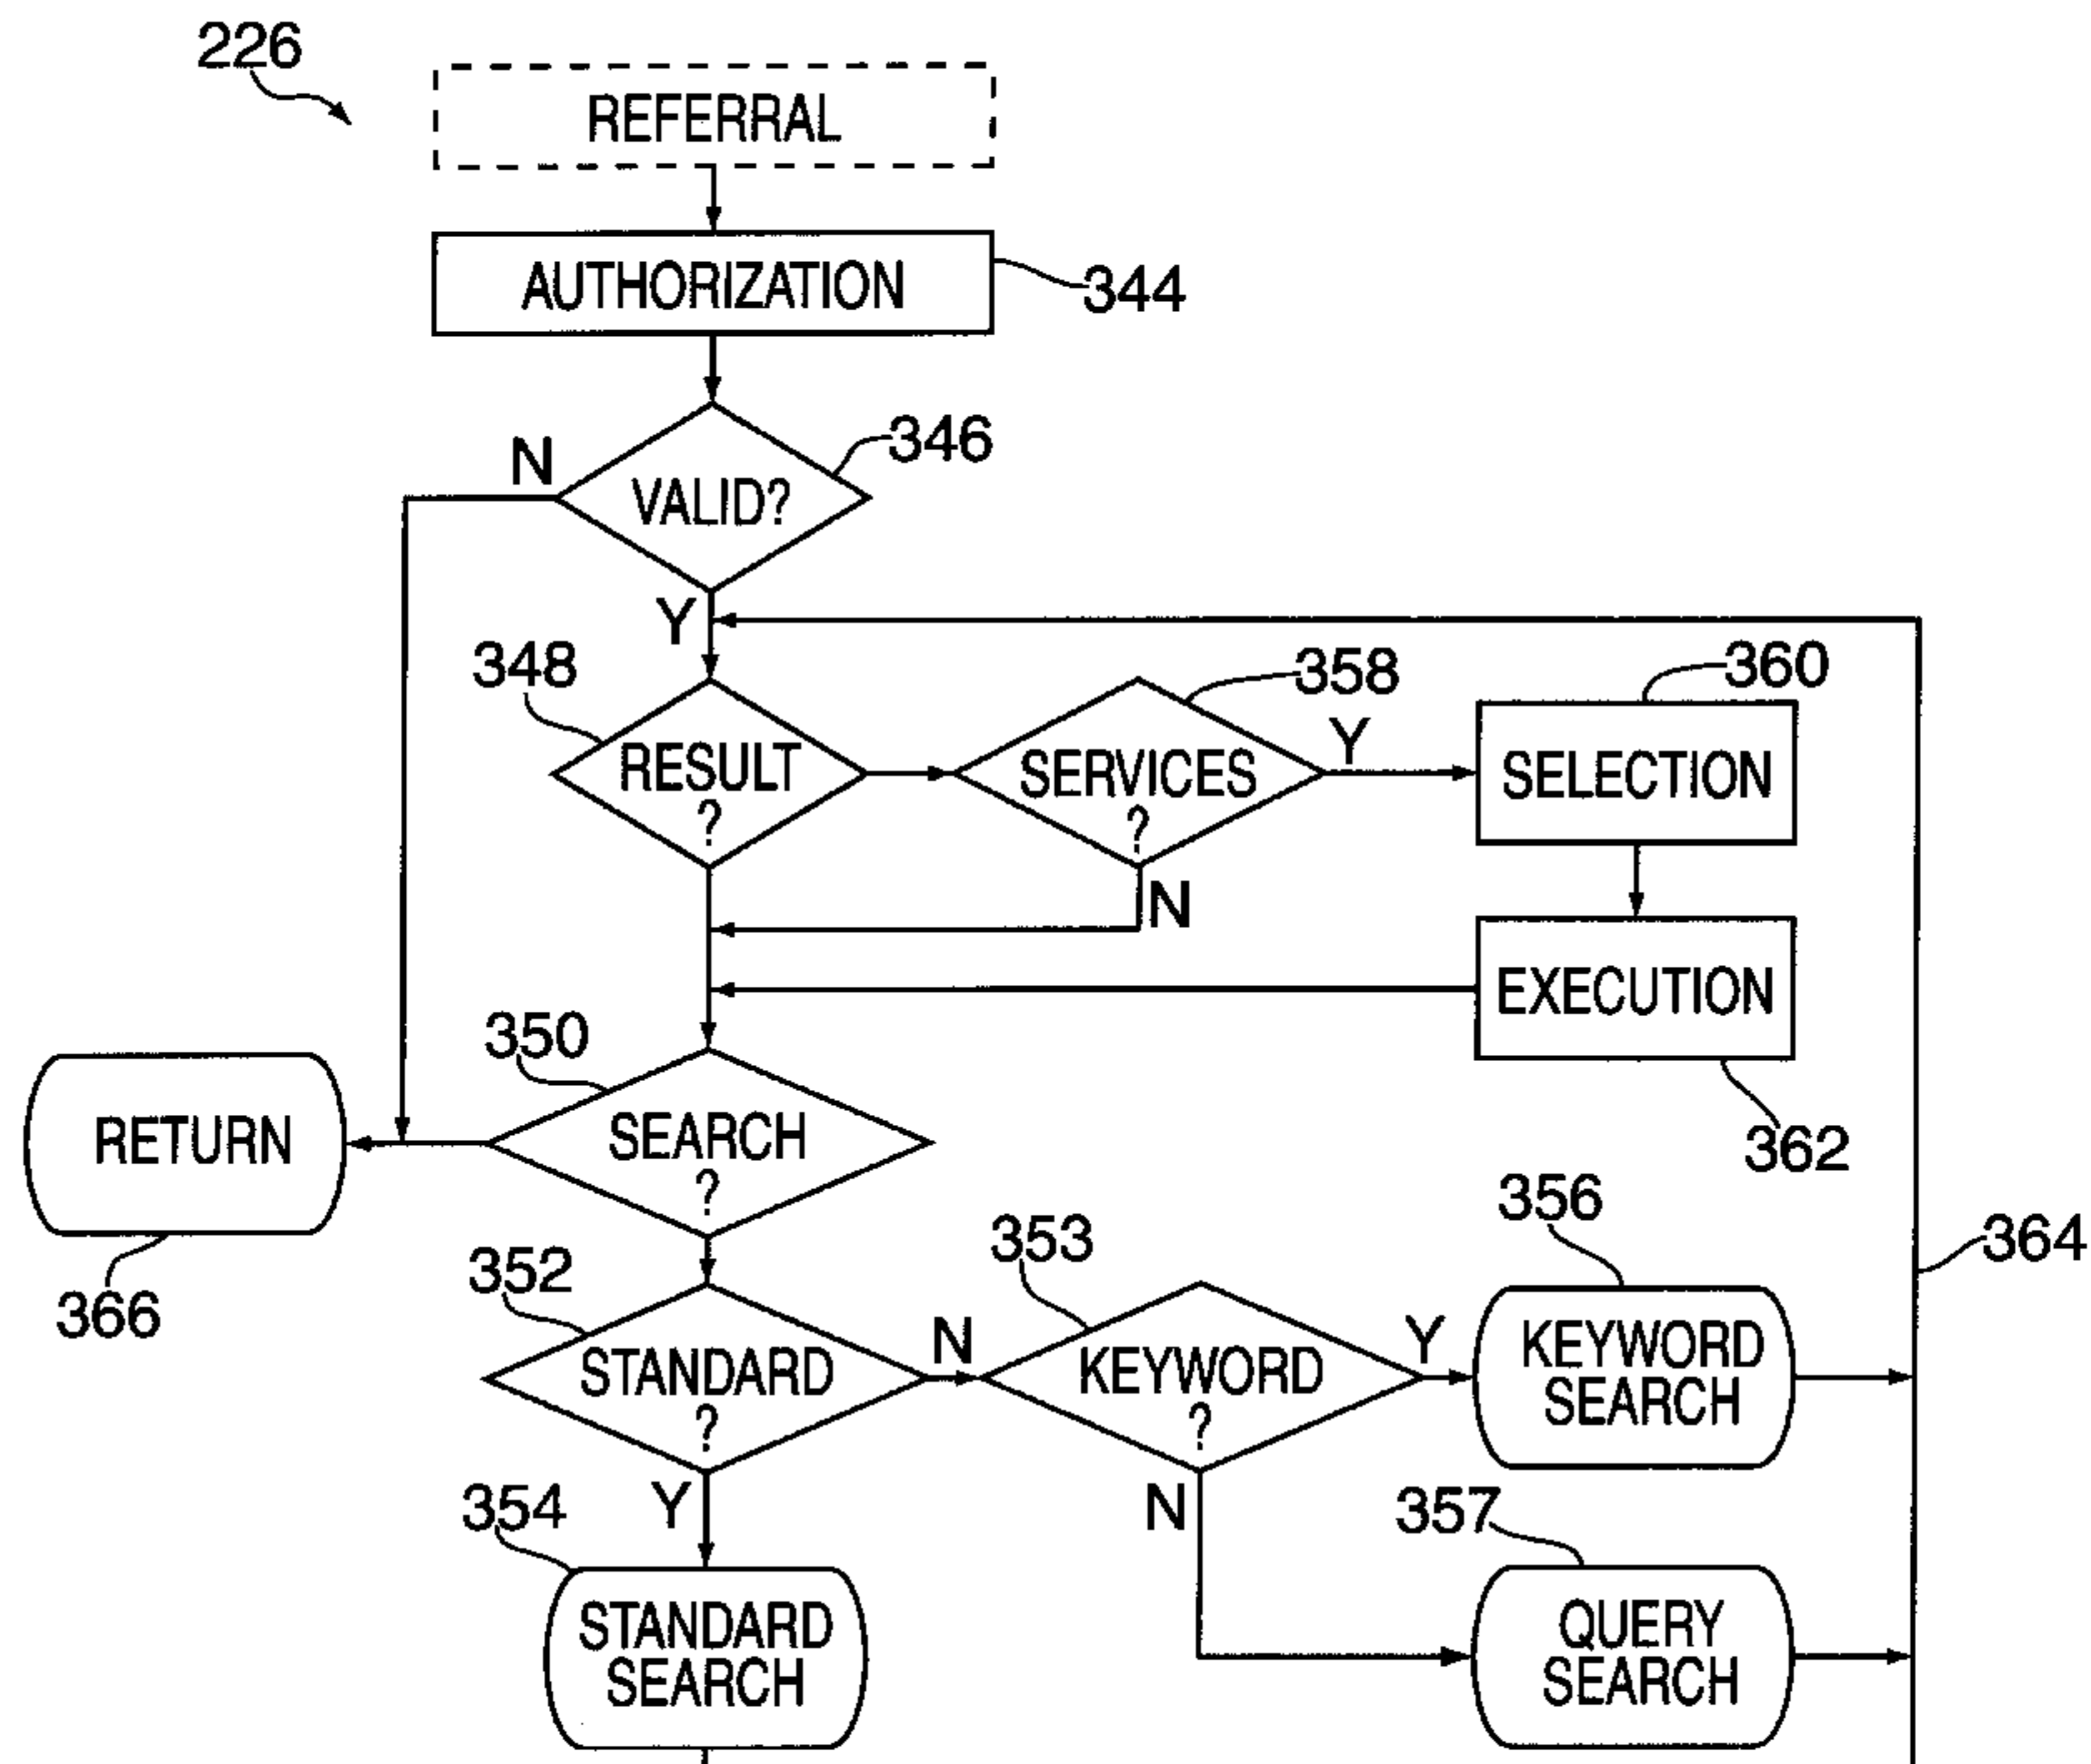 226
REFERRAL
AUTHORIZATION
344
346
N
VALID?
Y
348
358
360
RESULT
?
SERVICES
?
Y
SELECTION
N
EXECUTION
350
362
RETURN
SEARCH
?
366
356
364
352
353
STANDARD
?
N
KEYWORD
?
Y
KEYWORD
SEARCH
354
Y
N
357
STANDARD
SEARCH
QUERY
SEARCH